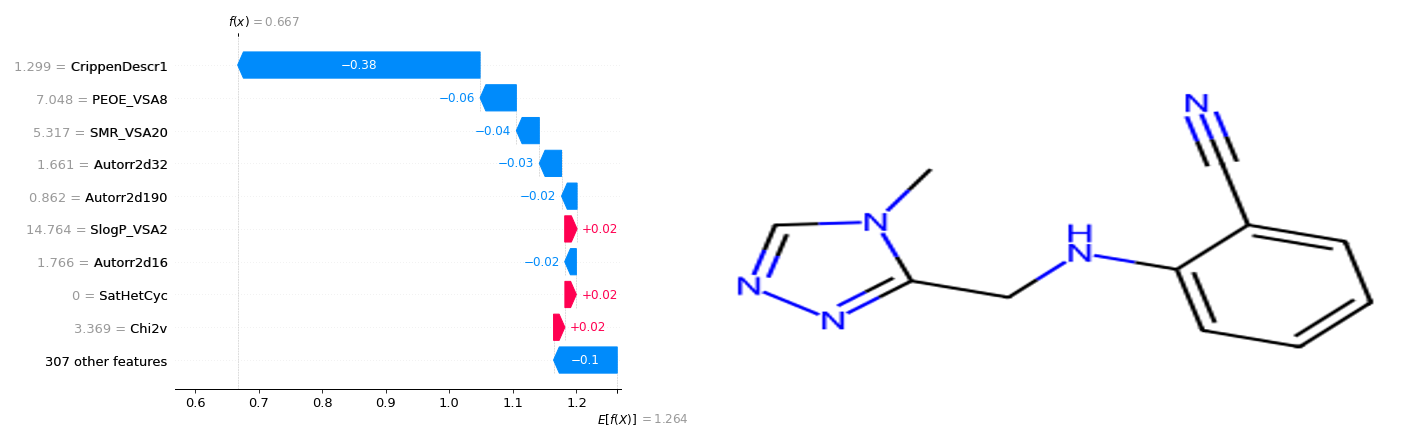 f(x) = 0.667
1.299 = CrippenDescr1 −0.38
7.048 = PEOE_VSA8 −0.06
5.317 = SMR_VSA20 −0.04
1.661 = Autorr2d32 −0.03
0.862 = Autorr2d190 −0.02
14.764 = SlogP_VSA2 +0.02
1.766 = Autorr2d16 −0.02
0 = SatHetCyc +0.02
3.369 = Chi2v +0.02
307 other features −0.1
0.6 0.7 0.8 0.9 1.0 1.1 1.2
E[f(X)] = 1.264
N
N
H
N
N
N